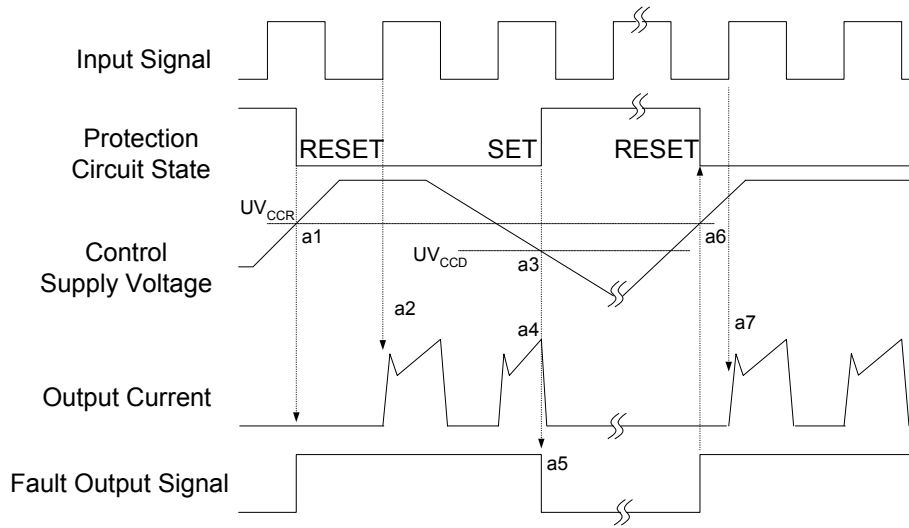 Input Signal
Protection
Circuit State
RESET
SET
RESET
UVCCR
a1
a6
Control
Supply Voltage
UVCCD
a3
a2
a4
a7
Output Current
a5
Fault Output Signal